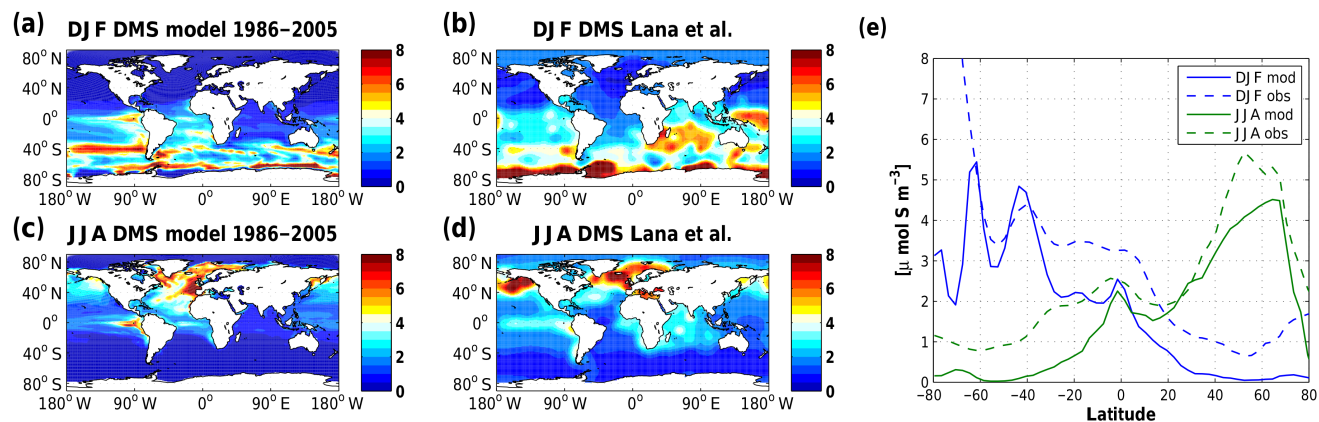 (a) DJF DMS model 1986−2005
80° N
40° N
0°
40° S
80° S
180° W 90° W 0° 90° E 180° W
8
6
4
2
0
(b) DJF DMS Lana et al.
80° N
40° N
0°
40° S
80° S
180° W 90° W 0° 90° E 180° W
8
6
4
2
0
(c) JJA DMS model 1986−2005
80° N
40° N
0°
40° S
80° S
180° W 90° W 0° 90° E 180° W
8
6
4
2
0
(d) JJA DMS Lana et al.
80° N
40° N
0°
40° S
80° S
180° W 90° W 0° 90° E 180° W
8
6
4
2
0
(e)
[μ mol S m⁻³]
8
7
6
5
4
3
2
1
0
DJF mod
DJF obs
JJA mod
JJA obs
−80 −60 −40 −20 0 20 40 60 80
Latitude